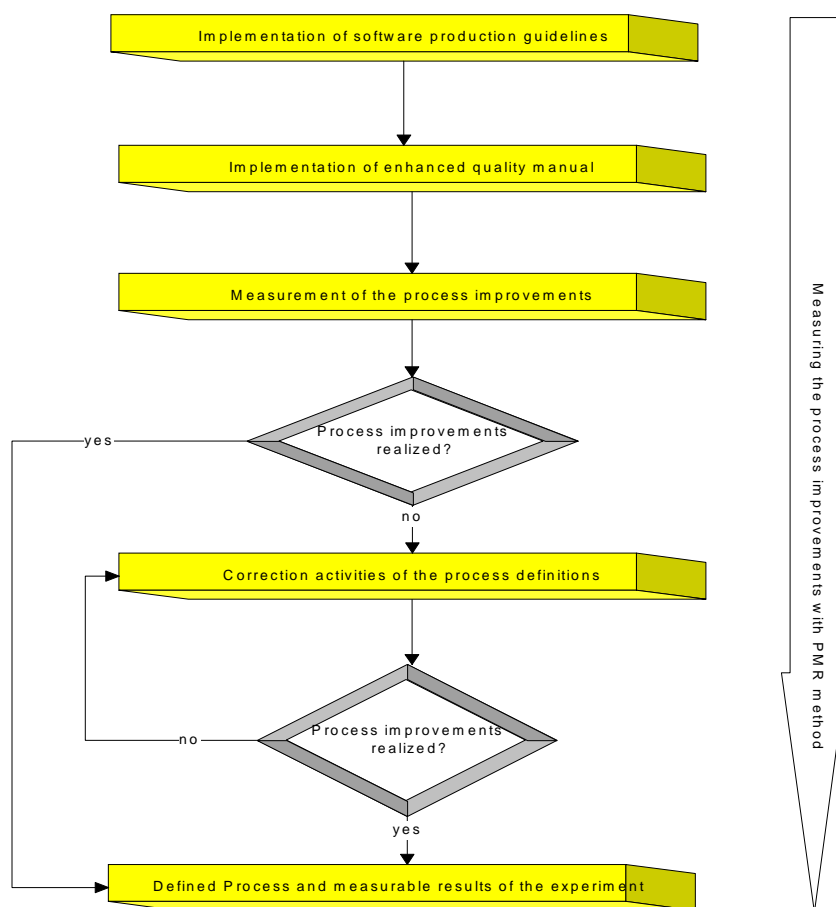 Implementation of software production guidelines
Implementation of enhanced quality manual
Measurement of the process improvements
Process improvements
realized?
yes
no
Correction activities of the process definitions
Process improvements
realized?
no
yes
Defined Process and measurable results of the experiment
Measuring the process improvements with PMR method